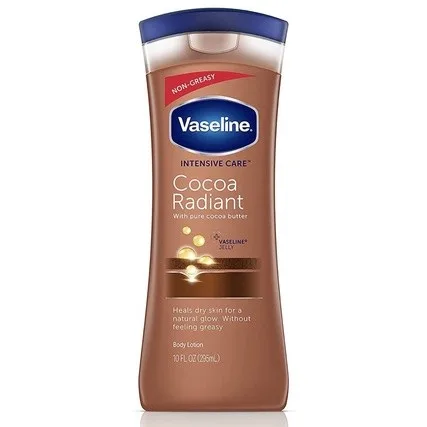 NON-GREASY
Vaseline.
INTENSIVE CARE™
Cocoa
Radiant
With pure cocoa butter
VASELINE®
JELLY
Heals dry skin for a
natural glow. Without
feeling greasy
Body Lotion
10 FL OZ (295mL)